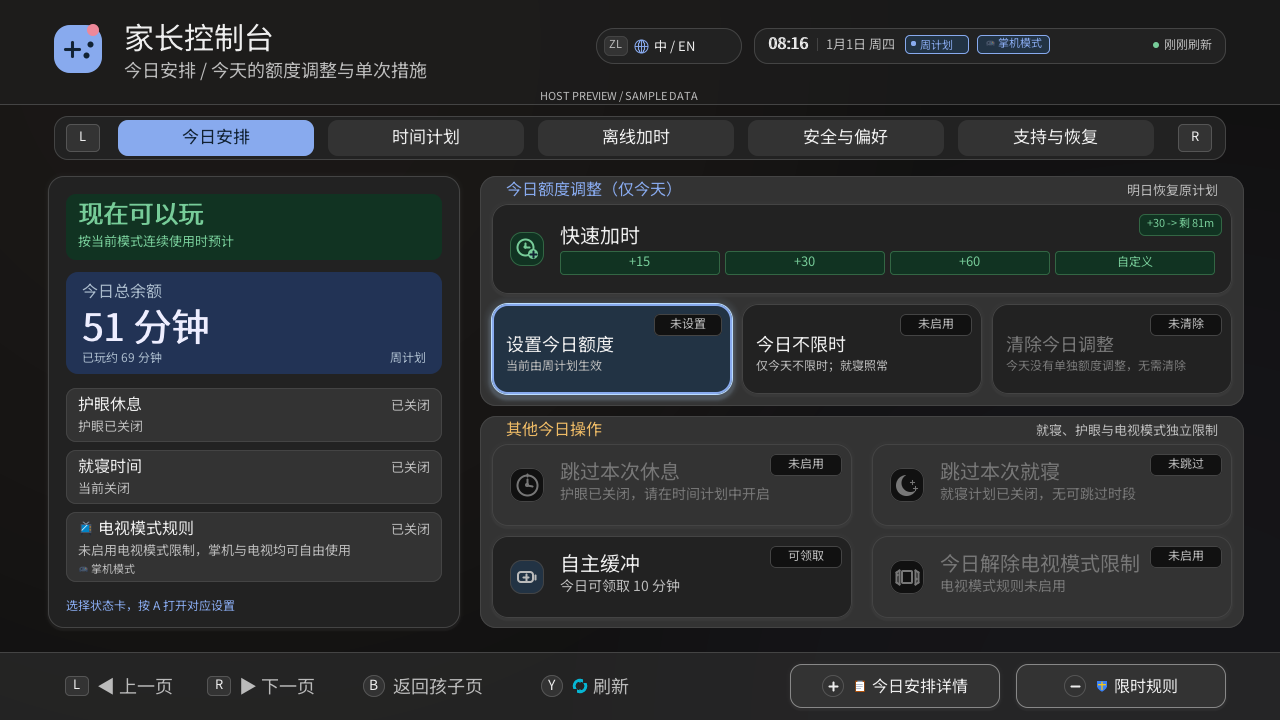 家长控制台
今日安排 / 今天的额度调整与单次措施
ZL 中 / EN
08:16 1月1日 周四 周计划 掌机模式 刚刚刷新
HOST PREVIEW / SAMPLE DATA
L 今日安排 时间计划 离线加时 安全与偏好 支持与恢复 R
现在可以玩
按当前模式连续使用时预计
今日总余额
51 分钟
已玩约 69 分钟 周计划
护眼休息 已关闭
护眼已关闭
就寝时间 已关闭
当前关闭
电视模式规则 已关闭
未启用电视模式限制，掌机与电视均可自由使用
掌机模式
选择状态卡，按 A 打开对应设置
今日额度调整（仅今天） 明日恢复原计划
快速加时 +30 -> 剩 81m
+15 +30 +60 自定义
未设置
设置今日额度
当前由周计划生效
未启用
今日不限时
仅今天不限时；就寝照常
未清除
清除今日调整
今天没有单独额度调整，无需清除
其他今日操作 就寝、护眼与电视模式独立限制
跳过本次休息 未启用
护眼已关闭，请在时间计划中开启
跳过本次就寝 未跳过
就寝计划已关闭，无可跳过时段
自主缓冲 可领取
今日可领取 10 分钟
今日解除电视模式限制 未启用
电视模式规则未启用
L ◀ 上一页 R ▶ 下一页 B 返回孩子页 Y 刷新 + 今日安排详情 − 限时规则